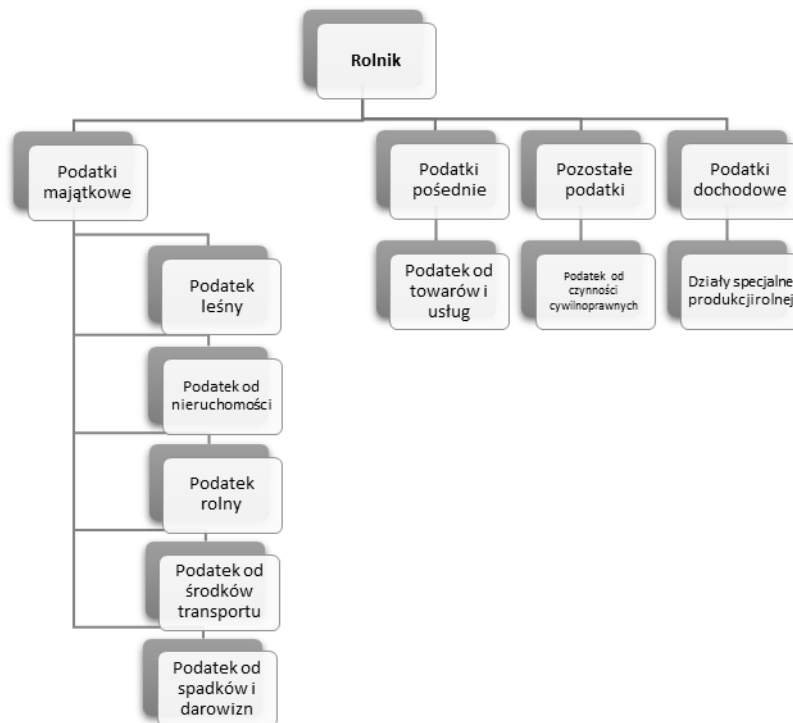 Rolnik
Podatki
majątkowe
Podatki
pośednie
Pozostałe
podatki
Podatki
dochodowe
Podatek
leśny
Podatek od
nieruchomości
Podatek
rolny
Podatek od
środków
transportu
Podatek od
spadków i
darowizn
Podatek od
towarów i
usług
Podatek od
czynności
cywilnoprawnych
Działy specjalne
produkcjirolnej